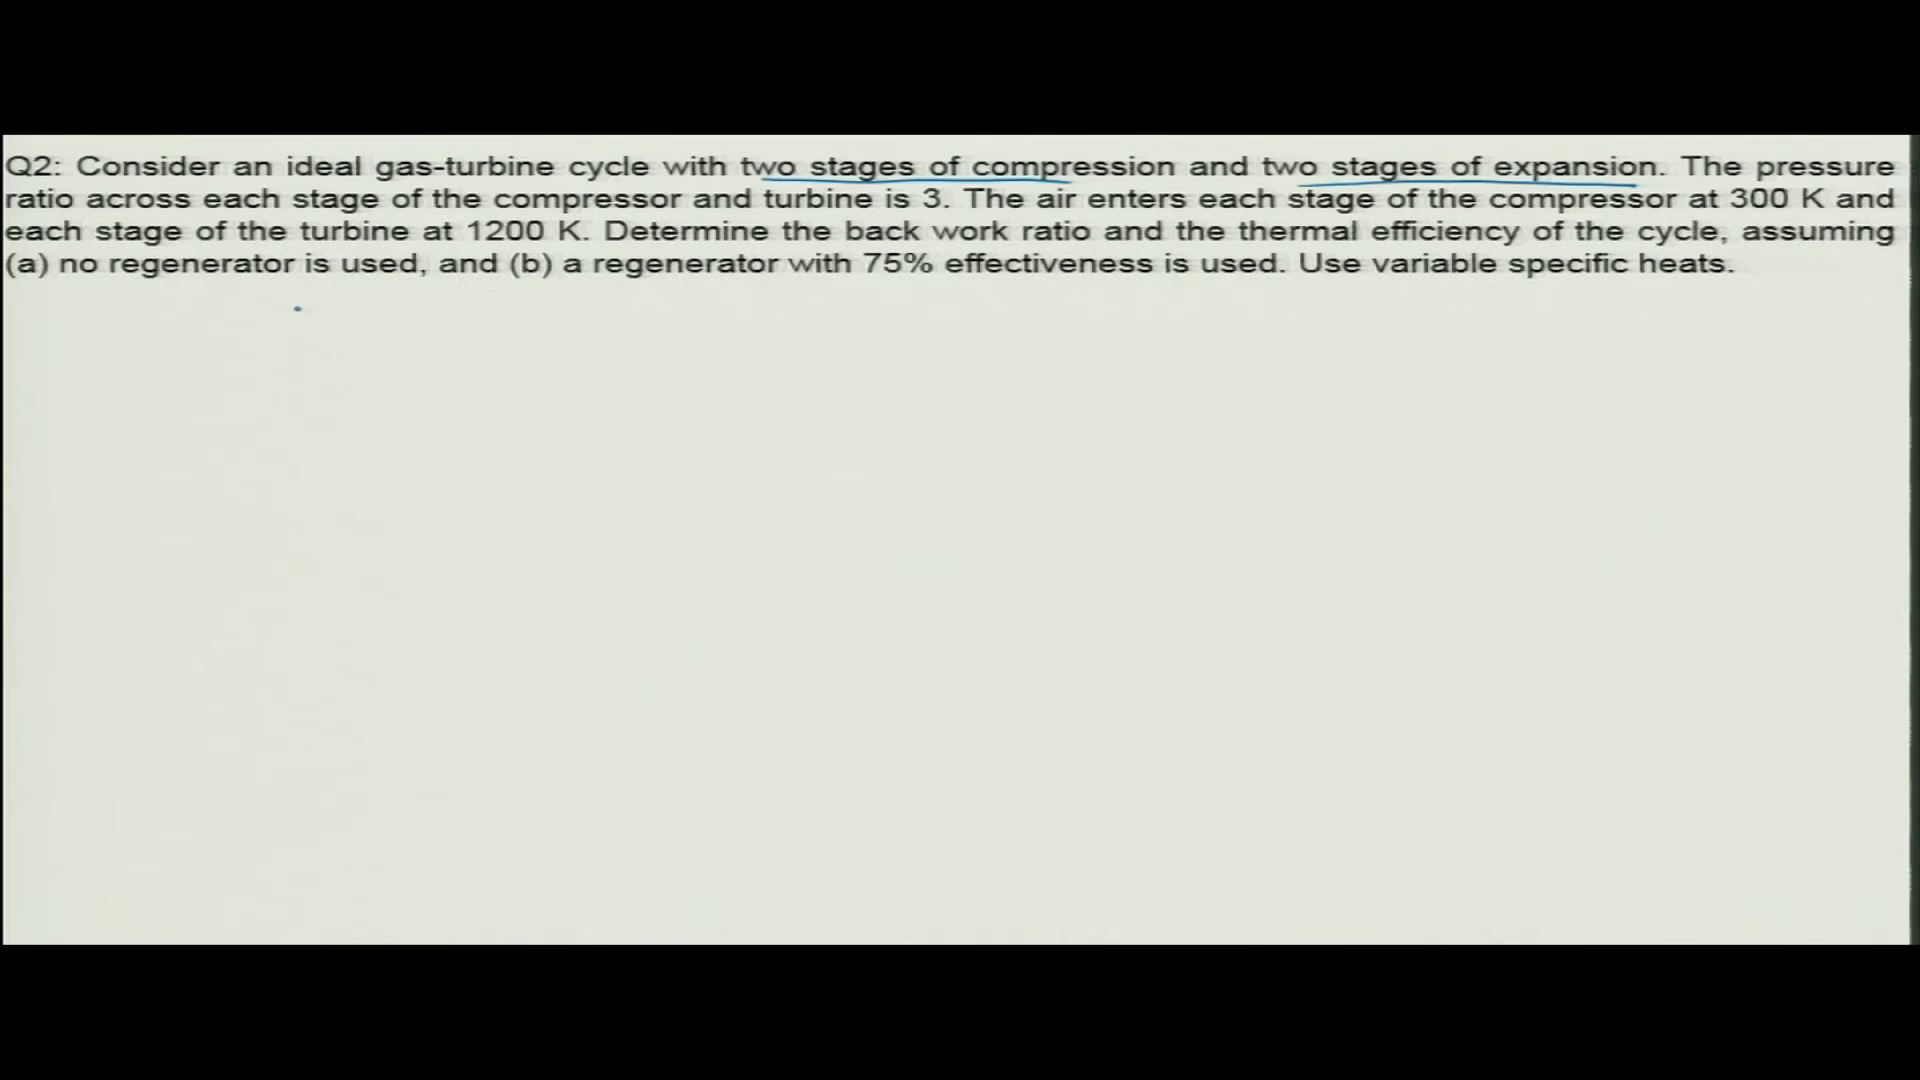 Q2: Consider an ideal gas-turbine cycle with two stages of compression and two stages of expansion. The pressure
ratio across each stage of the compressor and turbine is 3. The air enters each stage of the compressor at 300 K and
each stage of the turbine at 1200 K. Determine the back work ratio and the thermal efficiency of the cycle, assuming
(a) no regenerator is used, and (b) a regenerator with 75% effectiveness is used. Use variable specific heats.